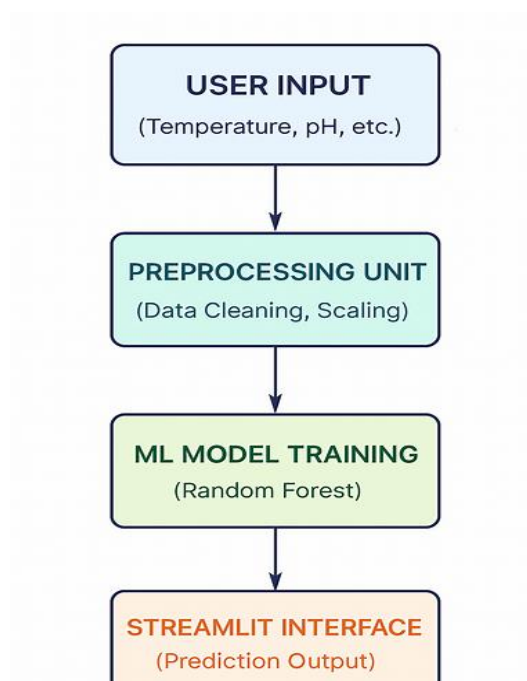 USER INPUT
(Temperature, pH, etc.)
PREPROCESSING UNIT
(Data Cleaning, Scaling)
ML MODEL TRAINING
(Random Forest)
STREAMLIT INTERFACE
(Prediction Output)